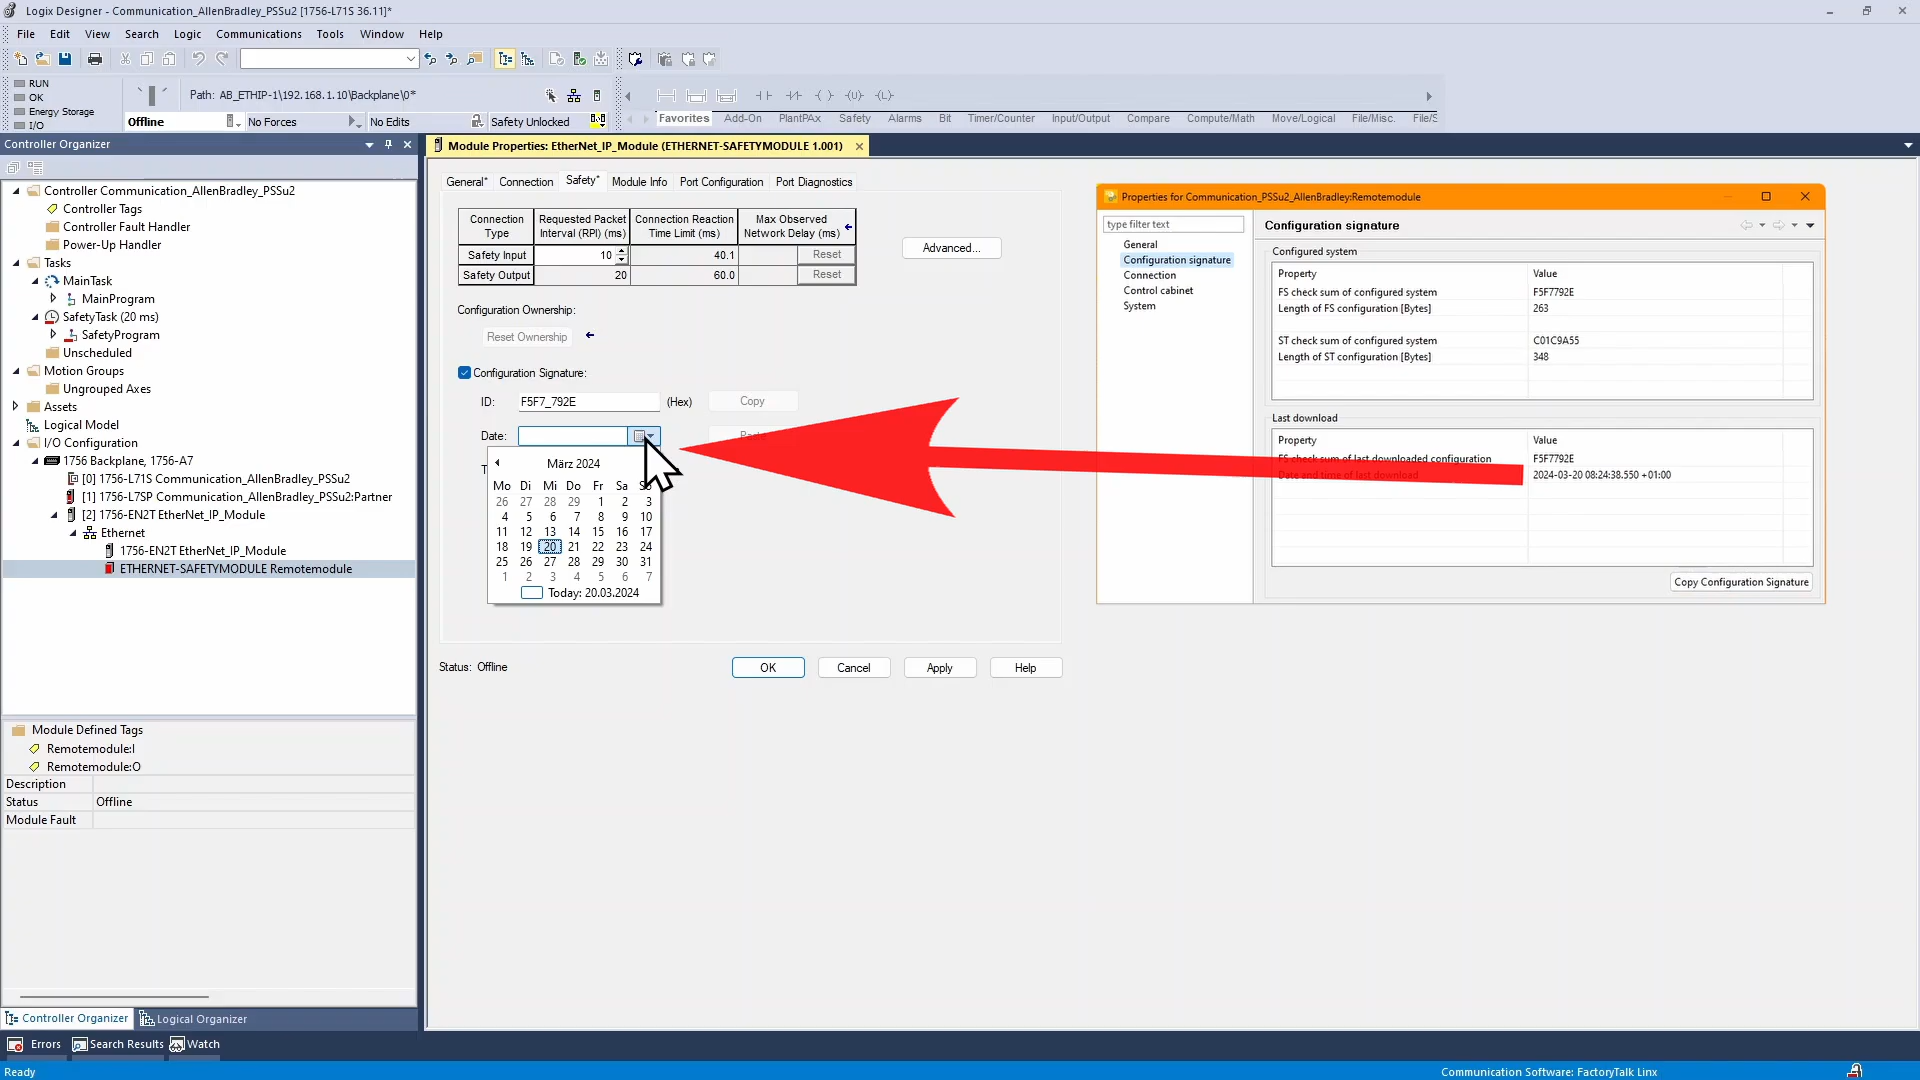 Logix Designer - Communication_AllenBradley_PSSu2 [1756-L71S 36.11]*
File Edit View Search Logic Communications Tools Window Help
RUN
OK
Energy Storage
I/O
Path: AB_ETHIP-1\192.168.1.10\Backplane\0*
Offline No Forces No Edits Safety Unlocked
Favorites Add-On PlantPAx Safety Alarms Bit Timer/Counter Input/Output Compare Compute/Math Move/Logical File/Misc. File/S
Controller Organizer
Controller Communication_AllenBradley_PSSu2
Controller Tags
Controller Fault Handler
Power-Up Handler
Tasks
MainTask
MainProgram
SafetyTask (20 ms)
SafetyProgram
Unscheduled
Motion Groups
Ungrouped Axes
Assets
Logical Model
I/O Configuration
1756 Backplane, 1756-A7
[0] 1756-L71S Communication_AllenBradley_PSSu2
[1] 1756-L7SP Communication_AllenBradley_PSSu2:Partner
[2] 1756-EN2T EtherNet_IP_Module
Ethernet
1756-EN2T EtherNet_IP_Module
ETHERNET-SAFETYMODULE Remotemodule
Module Defined Tags
Remotemodule:I
Remotemodule:O
Description
Status Offline
Module Fault
Controller Organizer Logical Organizer
Module Properties: EtherNet_IP_Module (ETHERNET-SAFETYMODULE 1.001)
General* Connection Safety* Module Info Port Configuration Port Diagnostics
Connection Type Requested Packet Interval (RPI) (ms) Connection Reaction Time Limit (ms) Max Observed Network Delay (ms)
Safety Input 10 40.1 Reset
Safety Output 20 60.0 Reset
Advanced...
Configuration Ownership:
Reset Ownership
Configuration Signature:
ID: F5F7_792E (Hex) Copy
Date: Paste
T
März 2024
Mo Di Mi Do Fr Sa So
26 27 28 29 1 2 3
4 5 6 7 8 9 10
11 12 13 14 15 16 17
18 19 20 21 22 23 24
25 26 27 28 29 30 31
1 2 3 4 5 6 7
Today: 20.03.2024
Status: Offline
OK Cancel Apply Help
Properties for Communication_PSSu2_AllenBradley:Remotemodule
type filter text
General
Configuration signature
Connection
Control cabinet
System
Configuration signature
Configured system
Property Value
FS check sum of configured system F5F7792E
Length of FS configuration [Bytes] 263
ST check sum of configured system C01C9A55
Length of ST configuration [Bytes] 348
Last download
Property Value
FS check sum of last downloaded configuration F5F7792E
Date and time of last download 2024-03-20 08:24:38.550 +01:00
Copy Configuration Signature
Errors Search Results Watch
Ready
Communication Software: FactoryTalk Linx